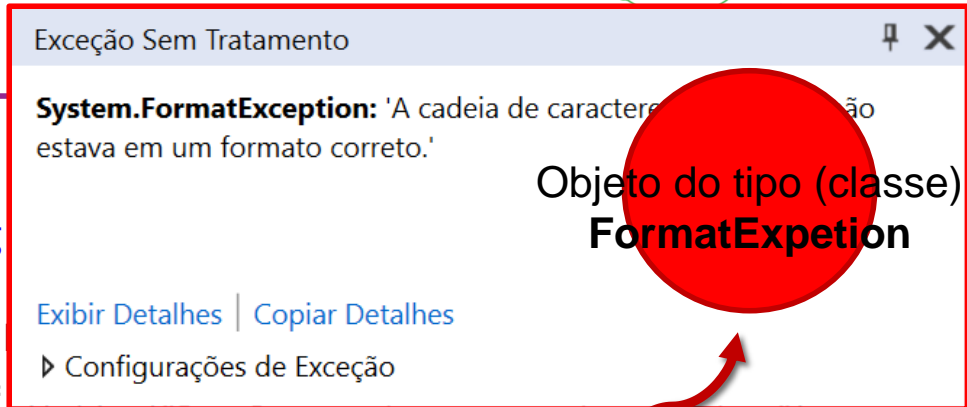 Exceção Sem Tratamento
System.FormatException: 'A cadeia de caractere ão
estava em um formato correto.'
Objeto do tipo (classe)
FormatExpetion
Exibir Detalhes | Copiar Detalhes
Configurações de Exceção